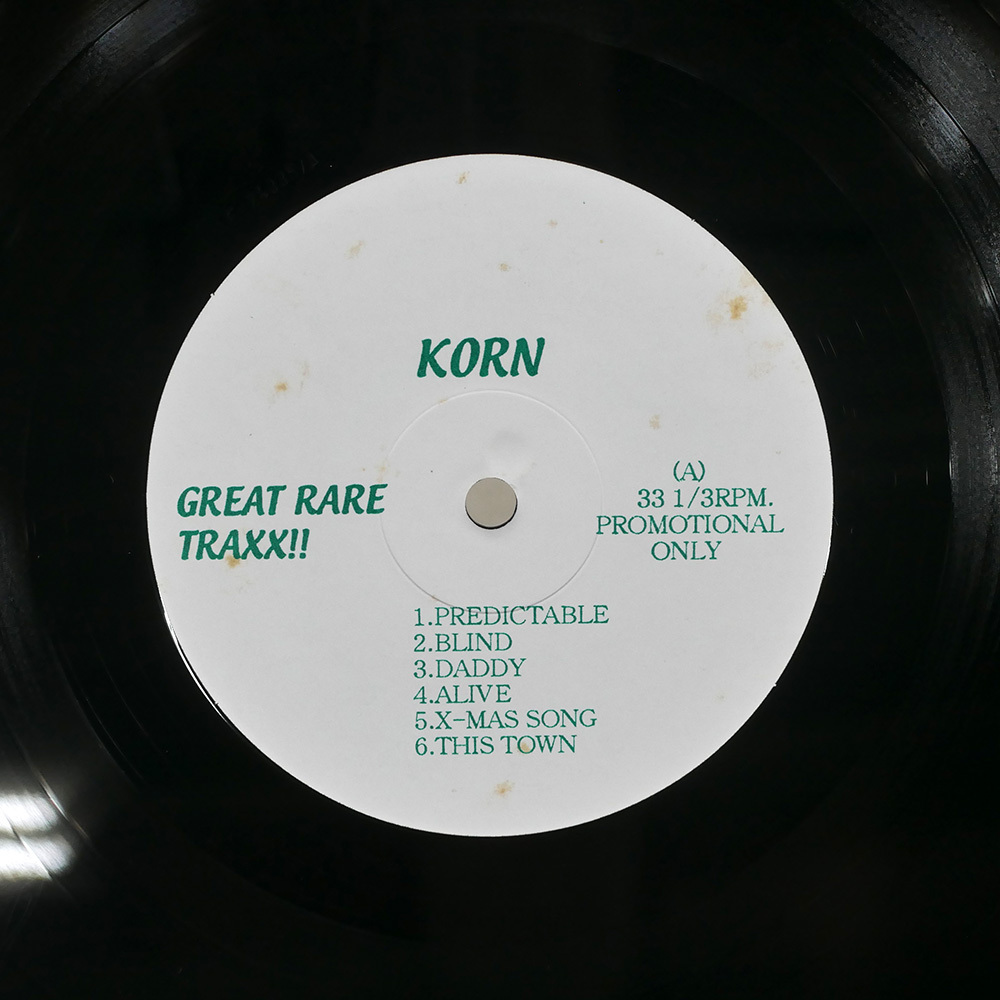 KORN
GREAT RARE
TRAXX!!
(A)
33 1/3RPM.
PROMOTIONAL
ONLY
1.PREDICTABLE
2.BLIND
3.DADDY
4.ALIVE
5.X-MAS SONG
6.THIS TOWN